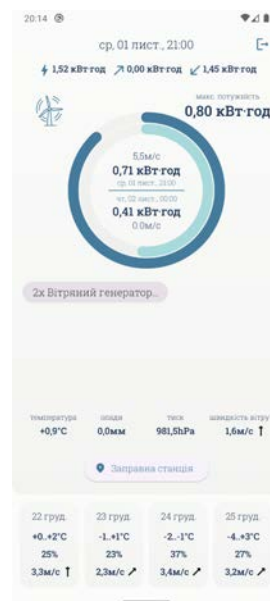 20:14
ср, 01 лист., 21:00
1,52 кВт·год 0,00 кВт·год 1,45 кВт·год
макс. потужність
0,80 кВт·год
5,5м/с
0,71 кВт·год
ср, 01 лист., 21:00
чт, 02 лист., 00:00
0,41 кВт·год
0.0м/с
2x Вітряний генератор...
температура опади тиск швидкість вітру
+0,9°C 0,0мм 981,5hPa 1,6м/с
Заправна станція
22 груд. 23 груд. 24 груд. 25 груд.
+0..+2°C -1..+1°C -2..-1°C -4..+3°C
25% 23% 37% 27%
3,3м/с 2,3м/с 3,4м/с 3,2м/с